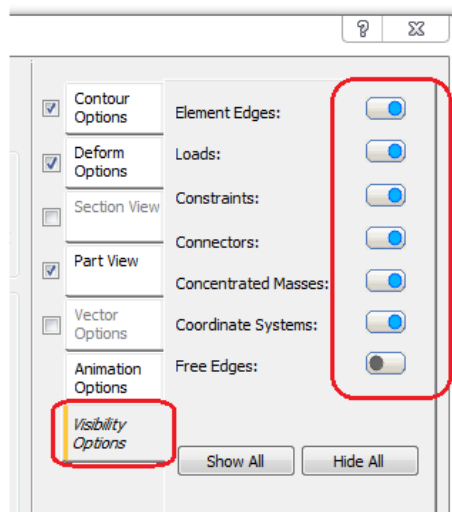 ?
Contour
Options
Deform
Options
Section View
Part View
Vector
Options
Animation
Options
Visibility
Options
Element Edges:
Loads:
Constraints:
Connectors:
Concentrated Masses:
Coordinate Systems:
Free Edges:
Show All
Hide All